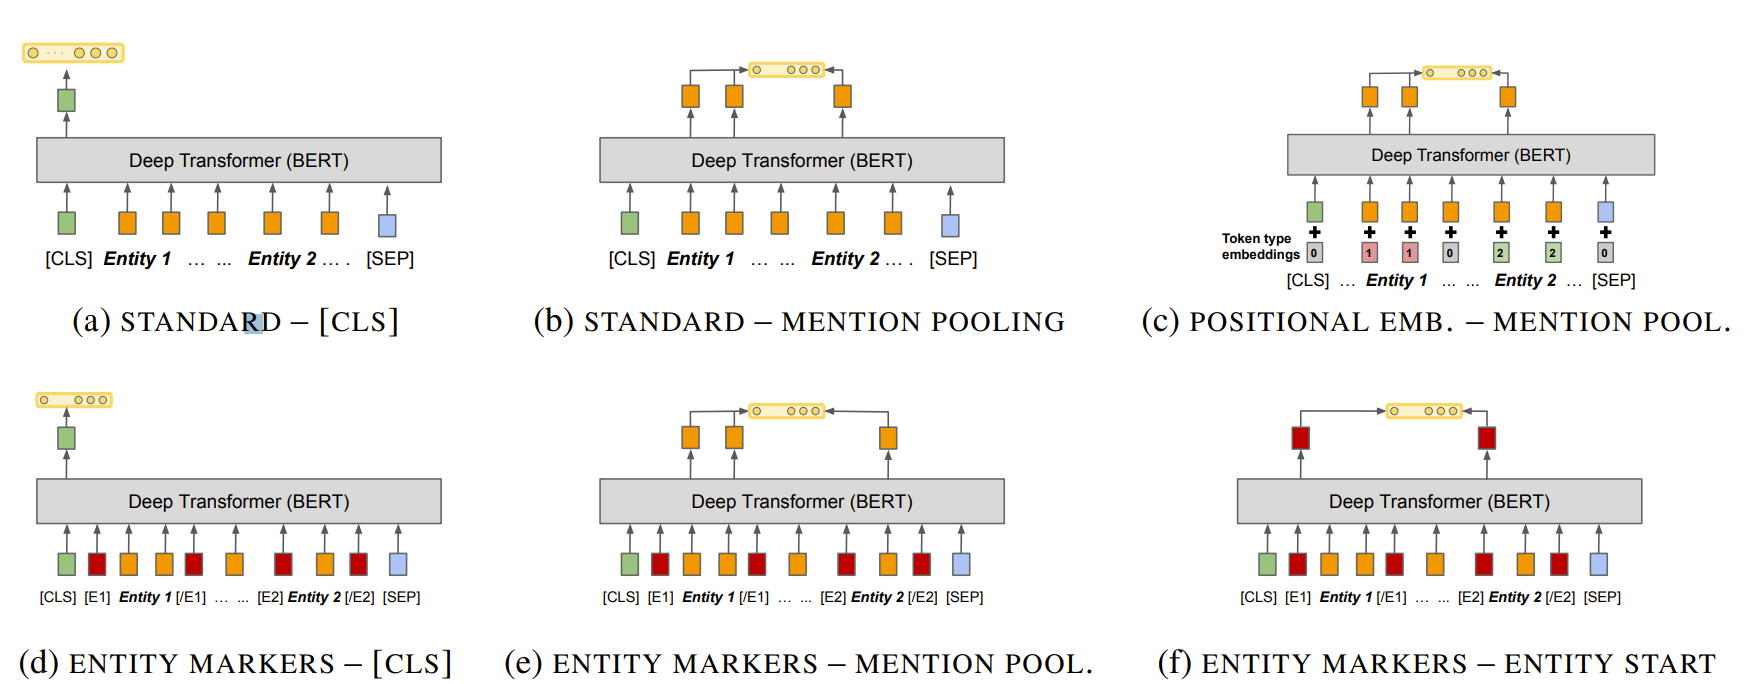 Deep Transformer (BERT)
[CLS] Entity 1 ... ... Entity 2 ... . [SEP]
(a) STANDARD – [CLS]
Deep Transformer (BERT)
[CLS] Entity 1 ... ... Entity 2 ... . [SEP]
(b) STANDARD – MENTION POOLING
Deep Transformer (BERT)
Token type
embeddings 0 1 1 0 2 2 0
[CLS] ... Entity 1 ... ... Entity 2 ... [SEP]
(c) POSITIONAL EMB. – MENTION POOL.
Deep Transformer (BERT)
[CLS] [E1] Entity 1 [/E1] ... ... [E2] Entity 2 [/E2] [SEP]
(d) ENTITY MARKERS – [CLS]
Deep Transformer (BERT)
[CLS] [E1] Entity 1 [/E1] ... ... [E2] Entity 2 [/E2] [SEP]
(e) ENTITY MARKERS – MENTION POOL.
Deep Transformer (BERT)
[CLS] [E1] Entity 1 [/E1] ... ... [E2] Entity 2 [/E2] [SEP]
(f) ENTITY MARKERS – ENTITY START